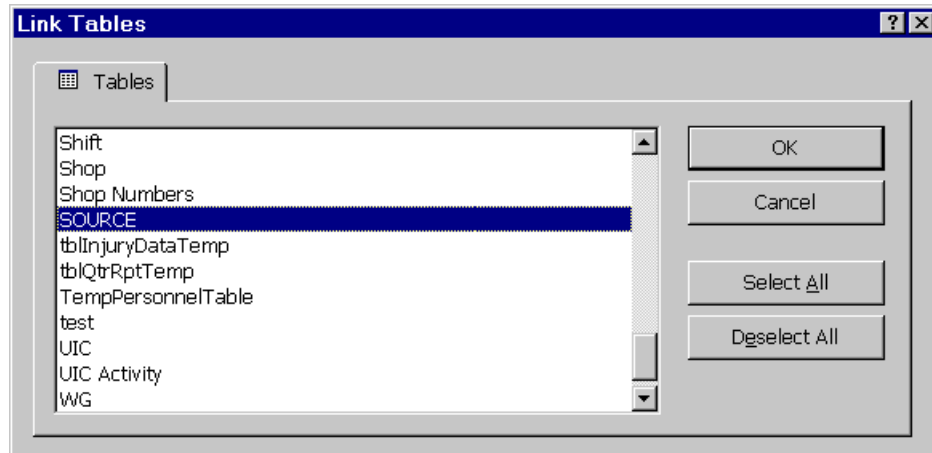 Link Tables
Tables
Shift
Shop
Shop Numbers
SOURCE
tblInjuryDataTemp
tblQtrRptTemp
TempPersonnelTable
test
UIC
UIC Activity
WG
OK
Cancel
Select All
Deselect All